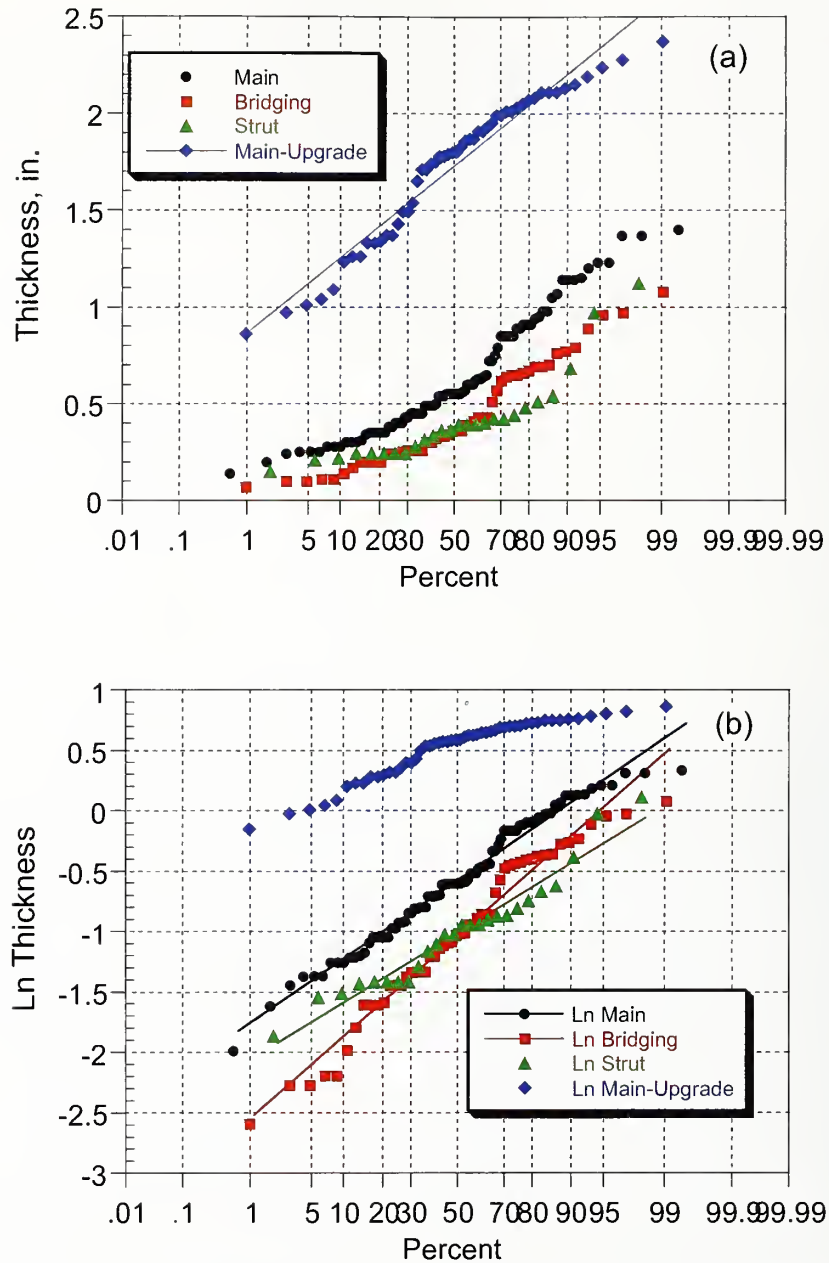 2.5
2
1.5
1
0.5
0
Thickness, in.
(a)
Main
Bridging
Strut
Main-Upgrade
.01 .1 1 5 10 20 30 50 70 80 90 95 99 99.9 99.99
Percent
1
0.5
0
-0.5
-1
-1.5
-2
-2.5
-3
Ln Thickness
(b)
Ln Main
Ln Bridging
Ln Strut
Ln Main-Upgrade
.01 .1 1 5 10 20 30 50 70 80 90 95 99 99.9 99.99
Percent